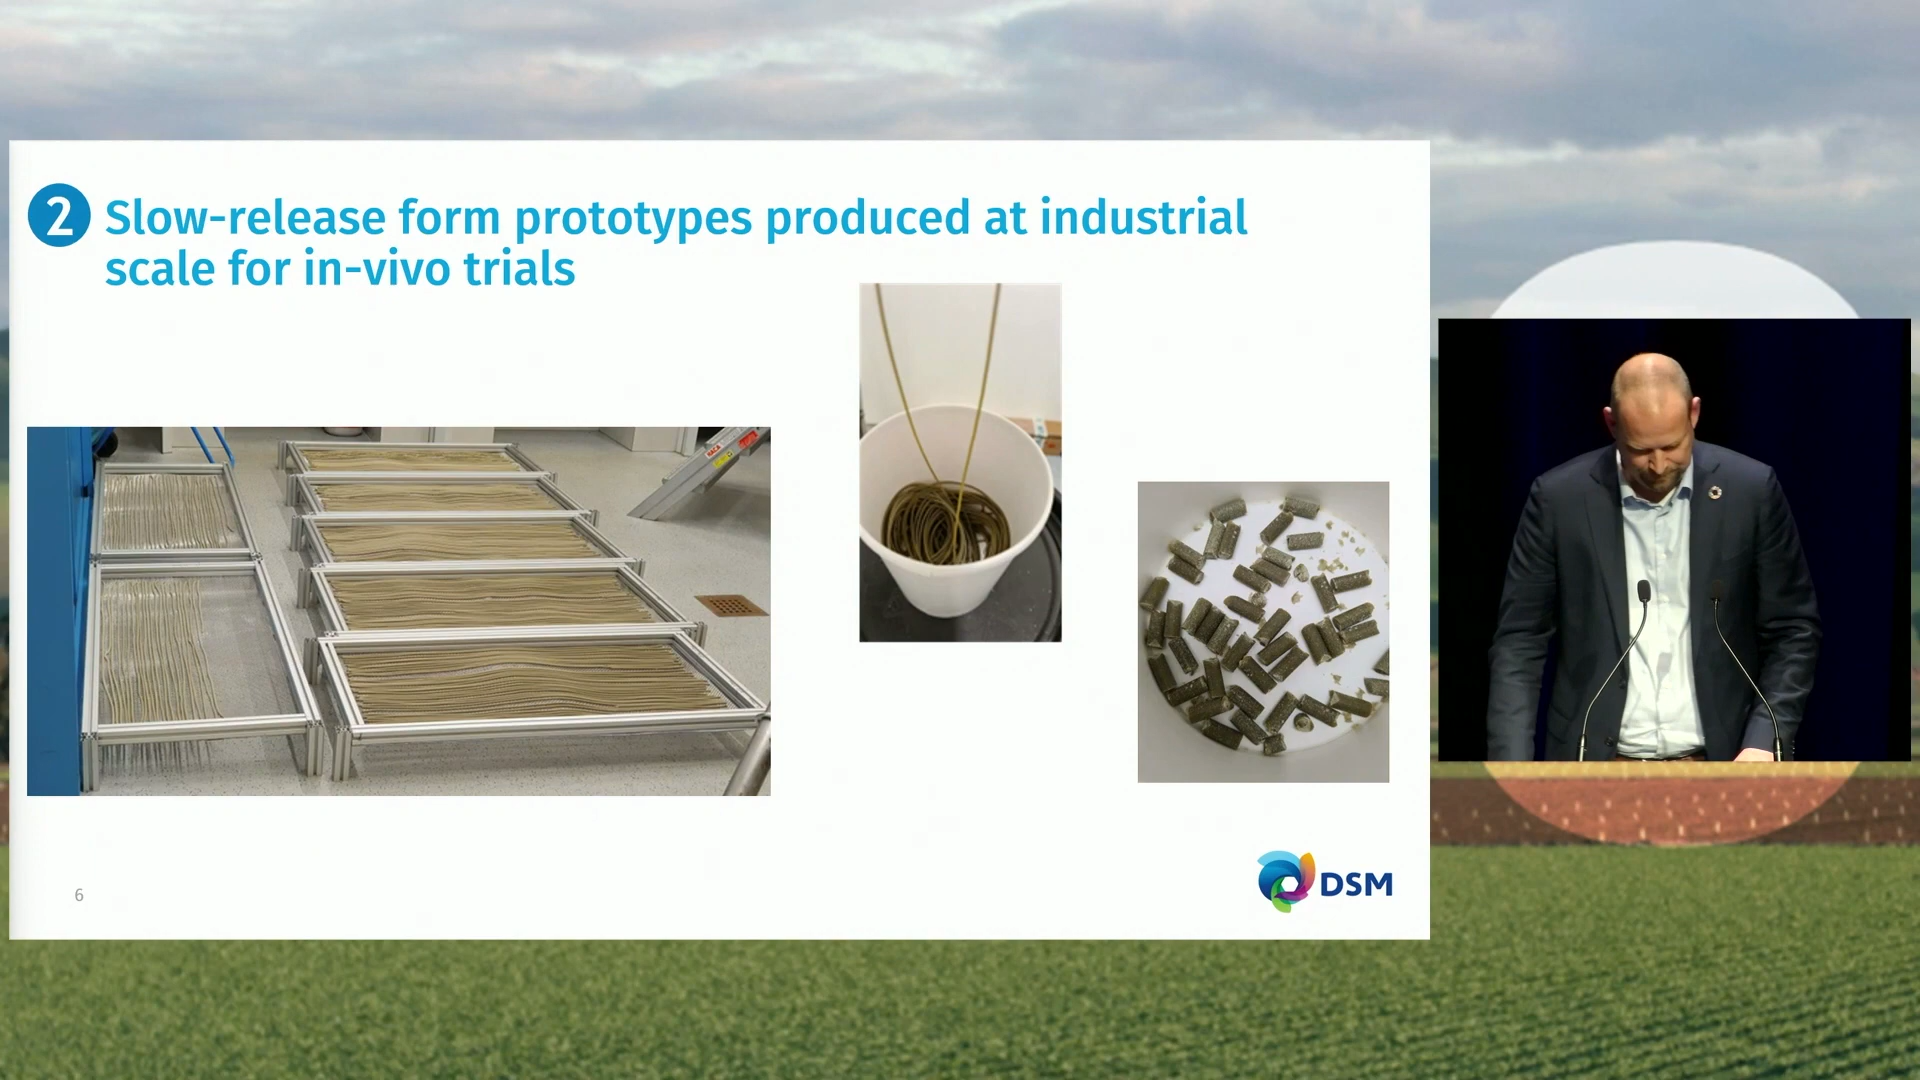 2 Slow-release form prototypes produced at industrial
scale for in-vivo trials
6
DSM